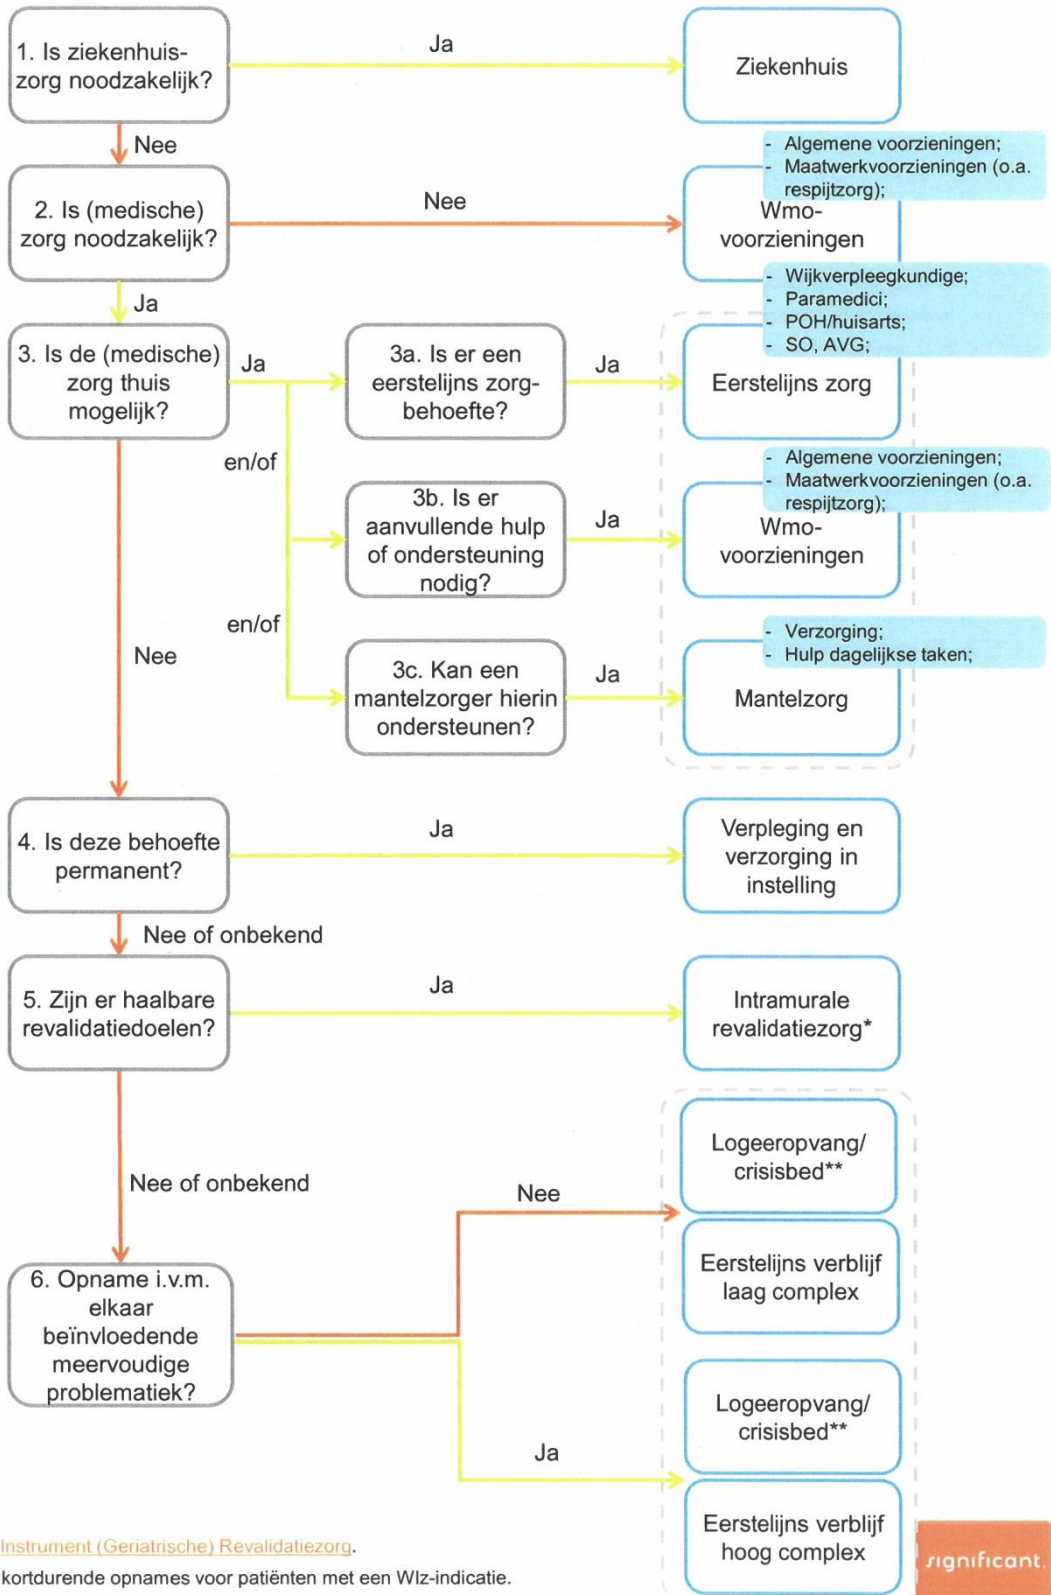 1. Is ziekenhuis-
zorg noodzakelijk?
Ja
Ziekenhuis
Nee
- Algemene voorzieningen;
- Maatwerkvoorzieningen (o.a.
respijtzorg);
2. Is (medische)
zorg noodzakelijk?
Nee
Wmo-
voorzieningen
Ja
- Wijkverpleegkundige;
- Paramedici;
- POH/huisarts;
- SO, AVG;
3. Is de (medische)
zorg thuis
mogelijk?
Ja
3a. Is er een
eerstelijns zorg-
behoefte?
Ja
Eerstelijns zorg
en/of
- Algemene voorzieningen;
- Maatwerkvoorzieningen (o.a.
respijtzorg);
3b. Is er
aanvullende hulp
of ondersteuning
nodig?
Ja
Wmo-
voorzieningen
en/of
- Verzorging;
- Hulp dagelijkse taken;
Nee
3c. Kan een
mantelzorger hierin
ondersteunen?
Ja
Mantelzorg
4. Is deze behoefte
permanent?
Ja
Verpleging en
verzorging in
instelling
Nee of onbekend
5. Zijn er haalbare
revalidatiedoelen?
Ja
Intramurale
revalidatiezorg*
Nee of onbekend
Nee
Logeeropvang/
crisisbed**
Eerstelijns verblijf
laag complex
6. Opname i.v.m.
elkaar
beïnvloedende
meervoudige
problematiek?
Ja
Logeeropvang/
crisisbed**
Eerstelijns verblijf
hoog complex
Instrument (Geriatrische) Revalidatiezorg.
kortdurende opnames voor patiënten met een Wlz-indicatie.
significant.